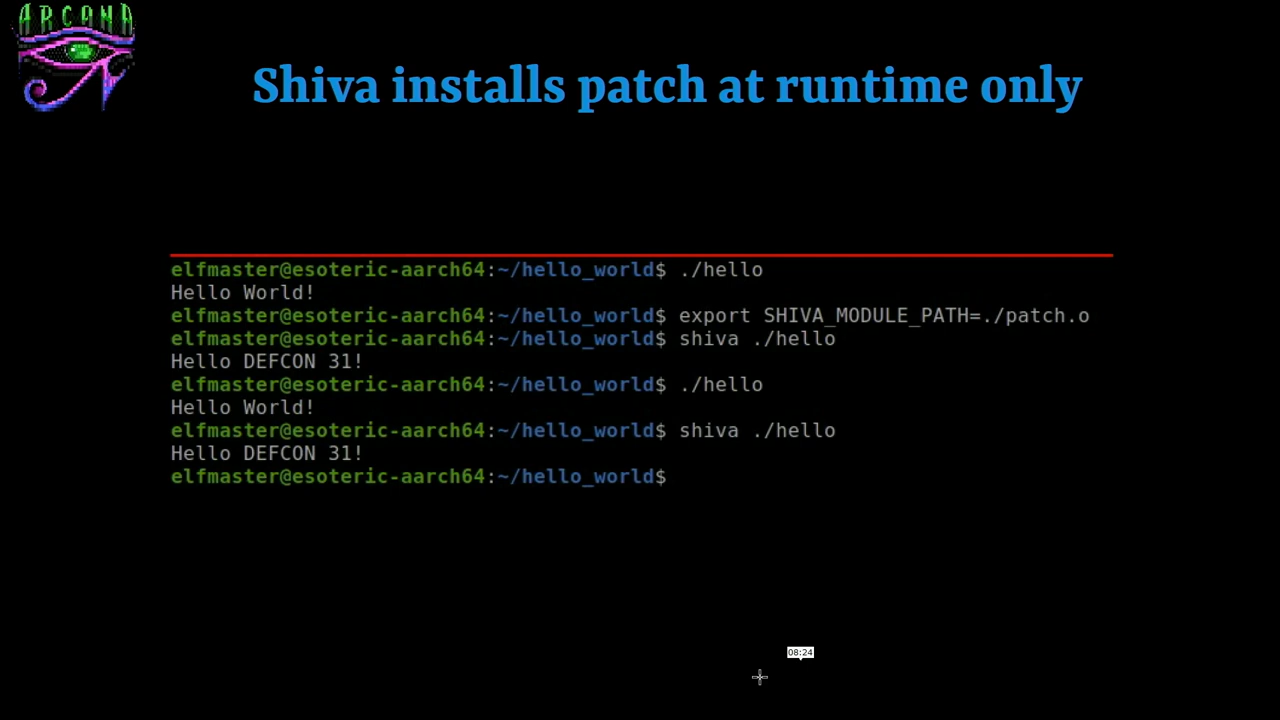 ARCANA
Shiva installs patch at runtime only
elfmaster@esoteric-aarch64:~/hello_world$ ./hello
Hello World!
elfmaster@esoteric-aarch64:~/hello_world$ export SHIVA_MODULE_PATH=./patch.o
elfmaster@esoteric-aarch64:~/hello_world$ shiva ./hello
Hello DEFCON 31!
elfmaster@esoteric-aarch64:~/hello_world$ ./hello
Hello World!
elfmaster@esoteric-aarch64:~/hello_world$ shiva ./hello
Hello DEFCON 31!
elfmaster@esoteric-aarch64:~/hello_world$
08:24